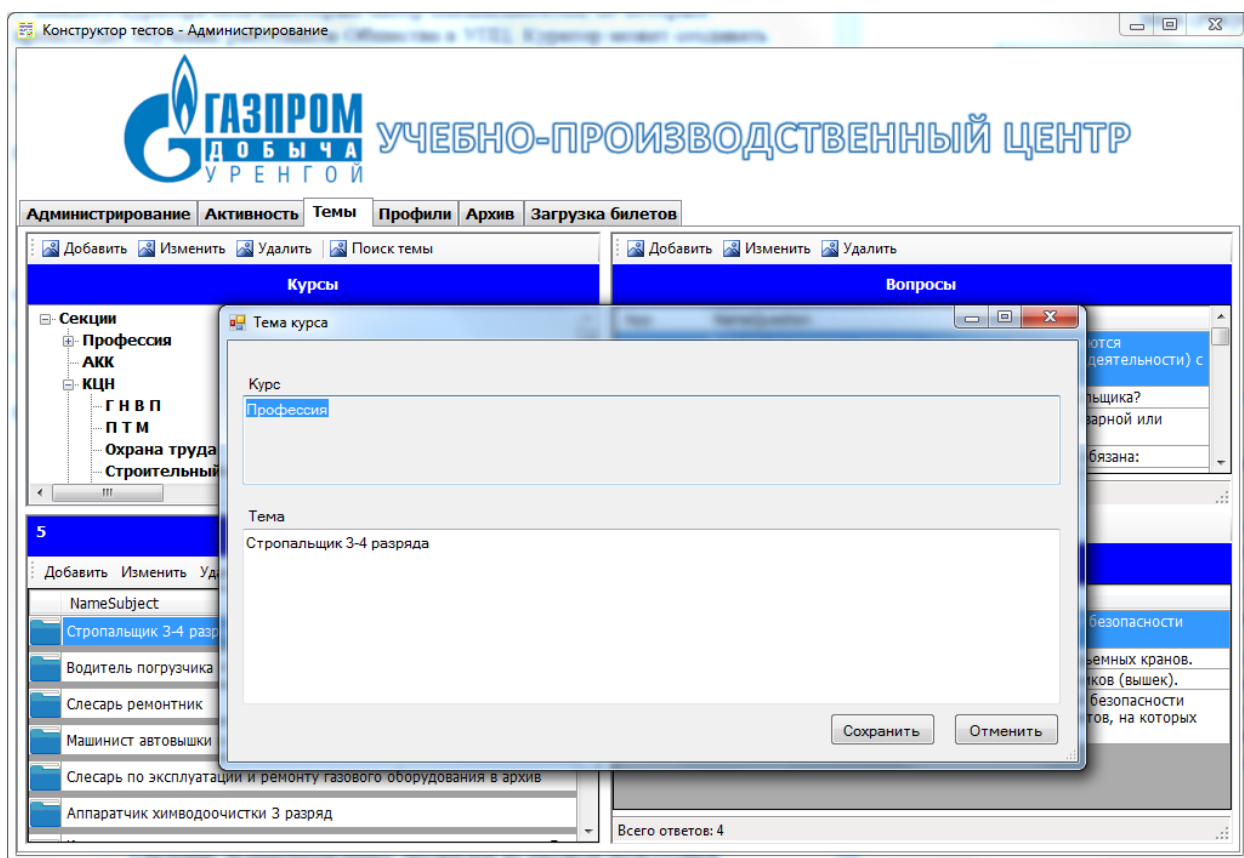 Конструктор тестов - Администрирование
ГАЗПРОМ
ДОБЫЧА
УРЕНГОЙ
УЧЕБНО-ПРОИЗВОДСТВЕННЫЙ ЦЕНТР
Администрирование Активность Темы Профили Архив Загрузка билетов
Добавить Изменить Удалить Поиск темы
Добавить Изменить Удалить
Курсы
Вопросы
Секции
Профессия
АКК
КЦН
Г Н В П
П Т М
Охрана труда
Строительный
Тема курса
Курс
Профессия
Тема
Стропальщик 3-4 разряда
Сохранить Отменить
ются
деятельности) с
льщика?
варной или
бязана:
5
Добавить Изменить Уда
NameSubject
Стропальщик 3-4 разр
Водитель погрузчика
Слесарь ремонтник
Машинист автовышки
Слесарь по эксплуатации и ремонту газового оборудования в архив
Аппаратчик химводоочистки 3 разряд
безопасности
ъемных кранов.
иков (вышек).
безопасности
тов, на которых
Всего ответов: 4